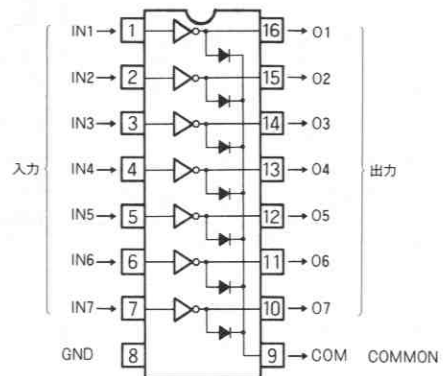 IN1→ 1 16 →O1
IN2→ 2 15 →O2
IN3→ 3 14 →O3
入力 IN4→ 4 13 →O4 出力
IN5→ 5 12 →O5
IN6→ 6 11 →O6
IN7→ 7 10 →O7
GND 8 9 →COM COMMON